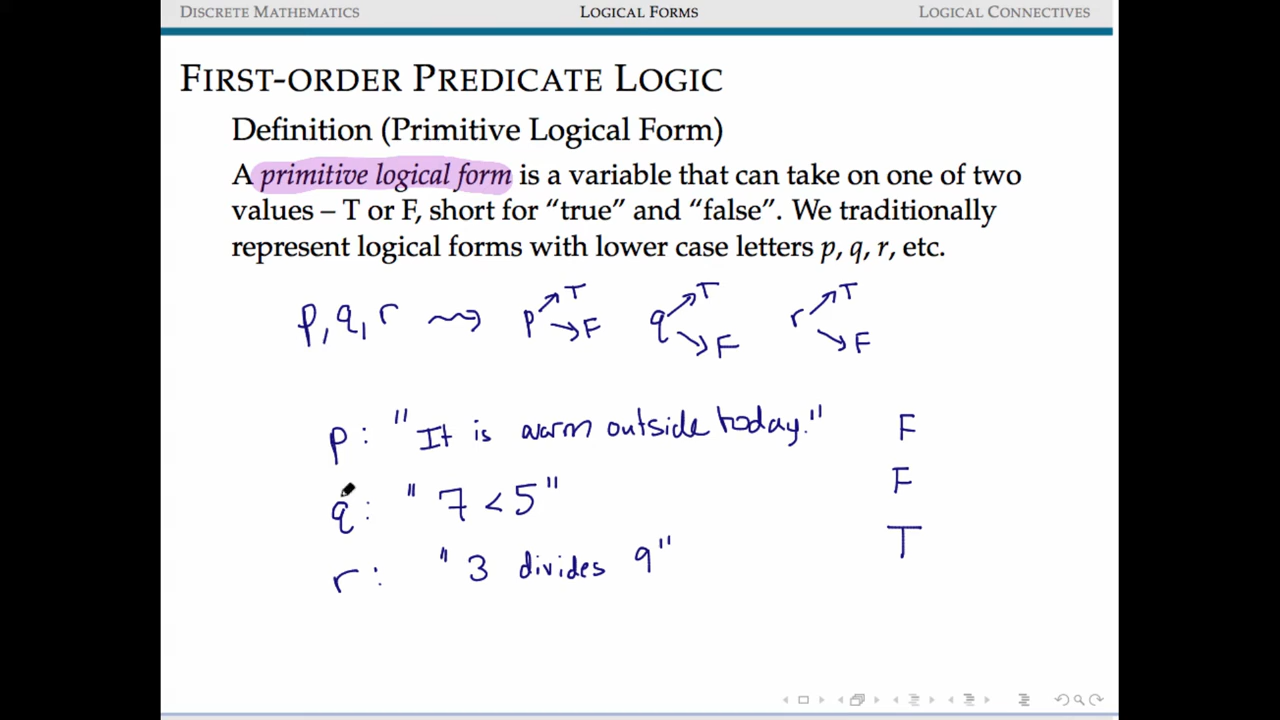 DISCRETE MATHEMATICS LOGICAL FORMS LOGICAL CONNECTIVES
FIRST-ORDER PREDICATE LOGIC
Definition (Primitive Logical Form)
A primitive logical form is a variable that can take on one of two
values – T or F, short for “true” and “false”. We traditionally
represent logical forms with lower case letters p, q, r, etc.
p, q, r ⇝ p ↗ T ↘ F q ↗ T ↘ F r ↗ T ↘ F
p: "It is warm outside today." F
q: "7 < 5" F
r: "3 divides 9" T